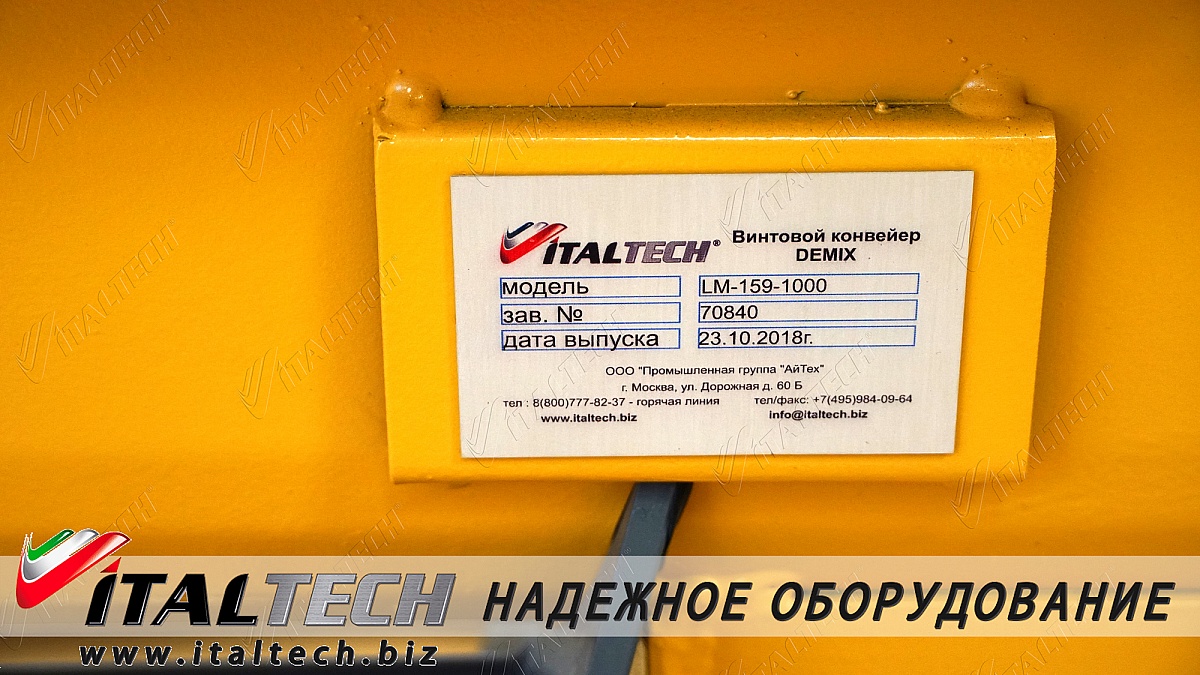 ITALTECH®
Винтовой конвейер
DEMIX
модель LM-159-1000
зав. № 70840
дата выпуска 23.10.2018г.
ООО "Промышленная группа "АйТех"
г. Москва, ул. Дорожная д. 60 Б
тел : 8(800)777-82-37 - горячая линия тел/факс: +7(495)984-09-64
www.italtech.biz info@italtech.biz
ITALTECH НАДЕЖНОЕ ОБОРУДОВАНИЕ
www.italtech.biz